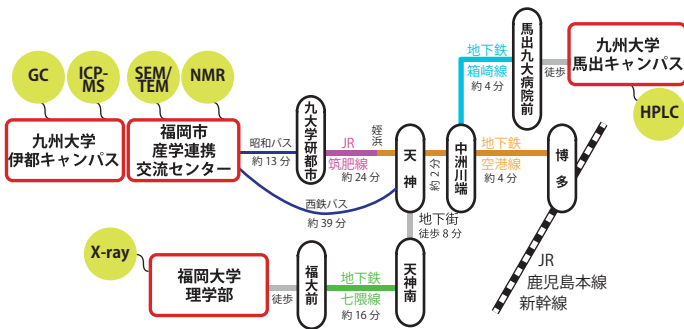 GC
ICP-
MS
SEM/
TEM
NMR
九州大学
伊都キャンパス
福岡市
産学連携
交流センター
昭和バス
約 13 分
九大学研都市
JR
筑肥線
約 24 分
姪浜
天神
約 2 分
中洲川端
地下鉄
箱崎線
約 4 分
馬出九大病院前
徒歩
九州大学
馬出キャンパス
HPLC
地下鉄
空港線
約 4 分
博多
西鉄バス
約 39 分
地下街
徒歩 8 分
X-ray
福岡大学
理学部
徒歩
福大前
地下鉄
七隈線
約 16 分
天神南
JR
鹿児島本線
新幹線